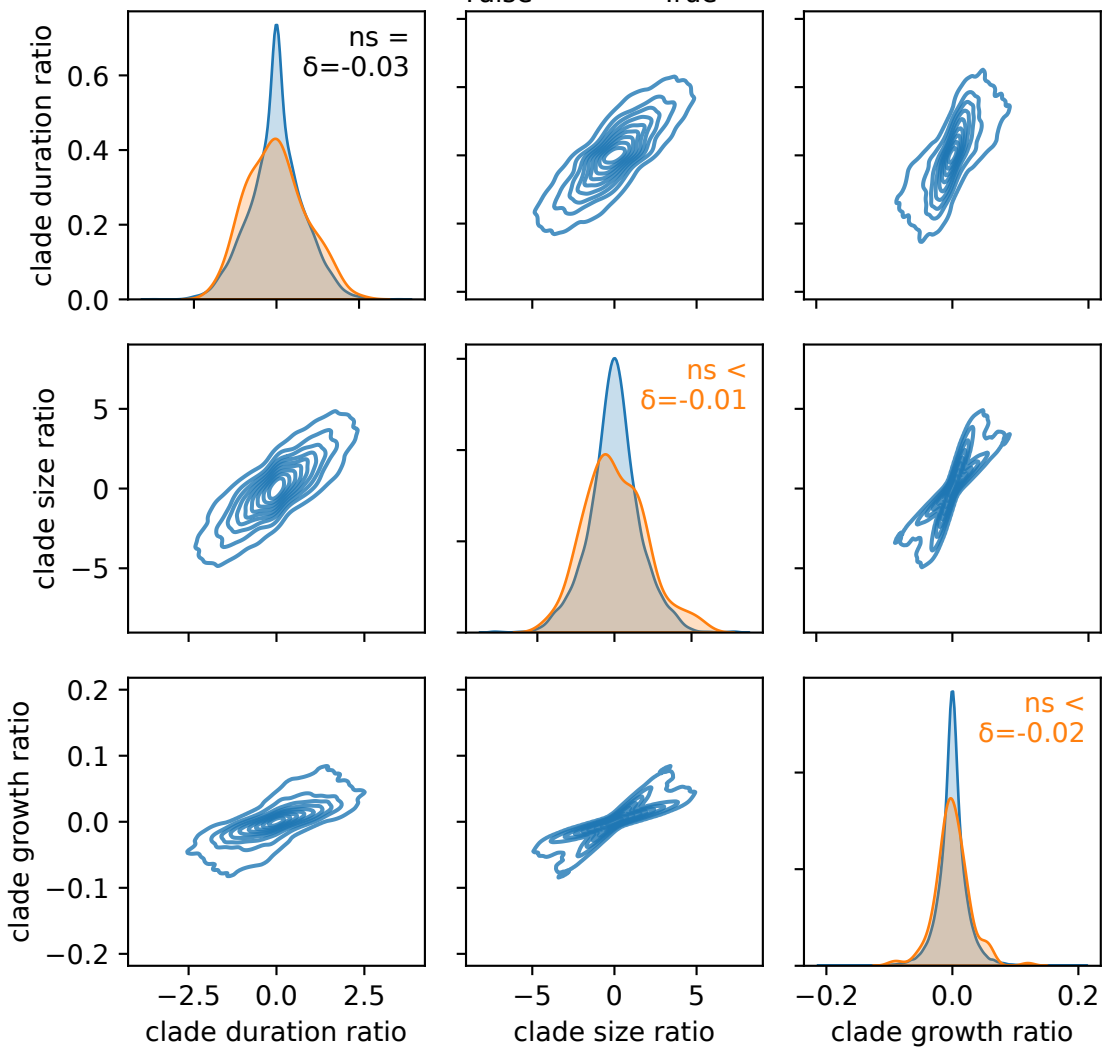 clade duration ratio
0.6
0.4
0.2
0.0
ns =
δ=-0.03
clade size ratio
5
0
−5
ns <
δ=-0.01
clade growth ratio
0.2
0.1
0.0
−0.1
−0.2
ns <
δ=-0.02
−2.5 0.0 2.5
−5 0 5
−0.2 0.0 0.2
clade duration ratio
clade size ratio
clade growth ratio